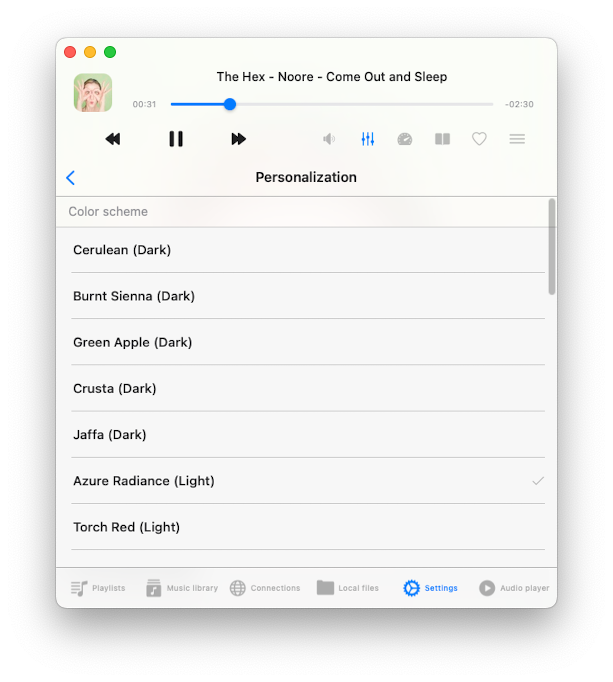 The Hex - Noore - Come Out and Sleep
00:31 -02:30
Personalization
Color scheme
Cerulean (Dark)
Burnt Sienna (Dark)
Green Apple (Dark)
Crusta (Dark)
Jaffa (Dark)
Azure Radiance (Light)
Torch Red (Light)
Playlists Music library Connections Local files Settings Audio player